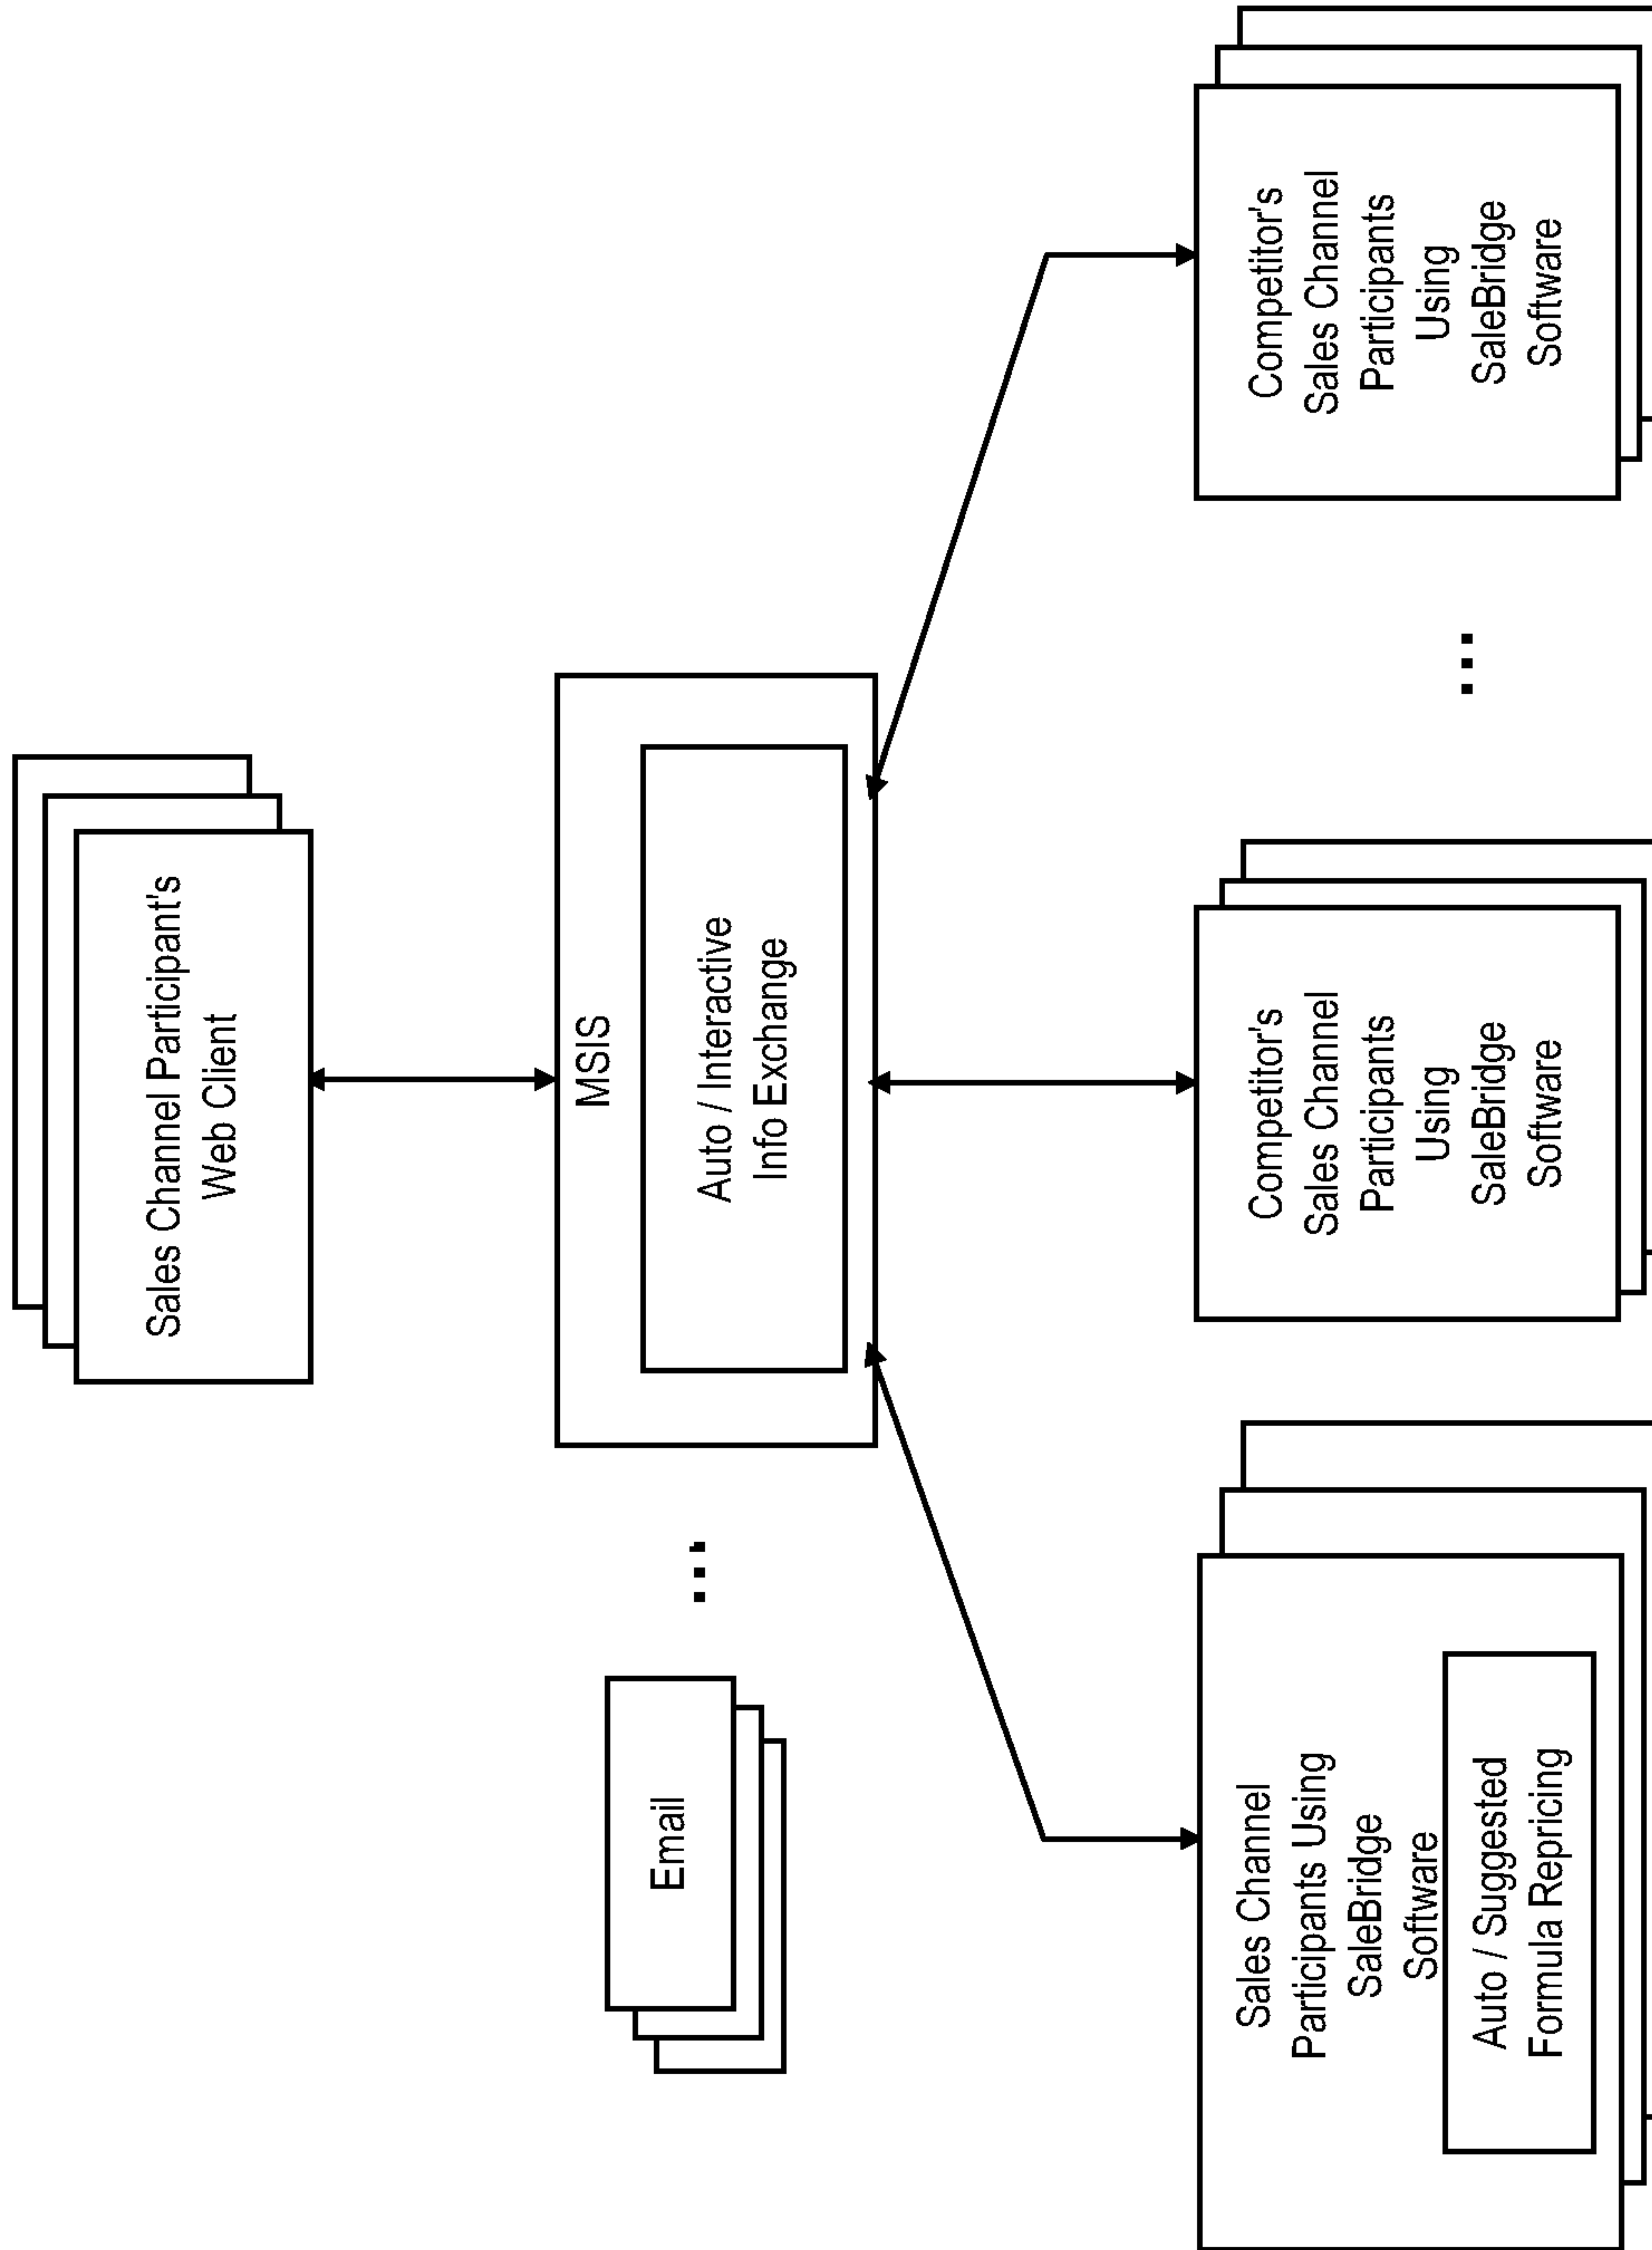 Sales Channel Participant's
Web Client
Email
...
MSIS
Auto / Interactive
Info Exchange
Sales Channel
Participants Using
SaleBridge
Software
Auto / Suggested
Formula Repricing
Competitor's
Sales Channel
Participants
Using
SaleBridge
Software
...
Competitor's
Sales Channel
Participants
Using
SaleBridge
Software